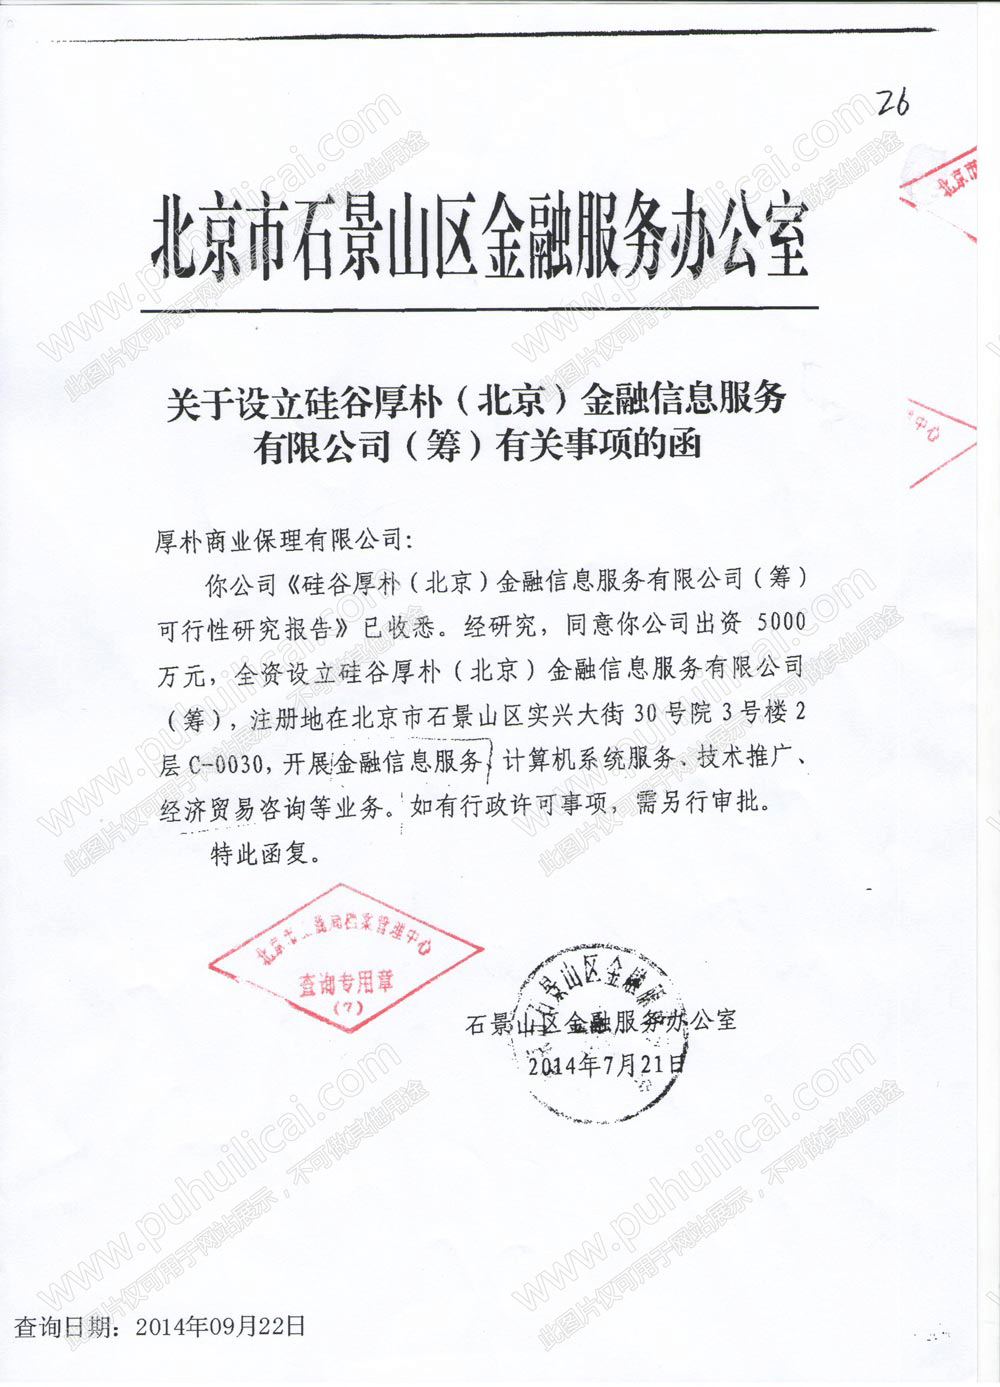 26
北京市石景山区金融服务办公室
关于设立硅谷厚朴（北京）金融信息服务
有限公司（筹）有关事项的函
厚朴商业保理有限公司：
你公司《硅谷厚朴（北京）金融信息服务有限公司（筹）
可行性研究报告》已收悉。经研究，同意你公司出资 5000
万元，全资设立硅谷厚朴（北京）金融信息服务有限公司
（筹），注册地在北京市石景山区实兴大街 30 号院 3 号楼 2
层 C-0030，开展金融信息服务、计算机系统服务、技术推广、
经济贸易咨询等业务。如有行政许可事项，需另行审批。
特此函复。
北京市工商局档案管理中心
查询专用章
（7）
石景山区金融服
石景山区金融服务办公室
2014年7月21日
查询日期：2014年09月22日
www.puhuilicai.com
此图片仅可用于网站展示，不可做其他用途